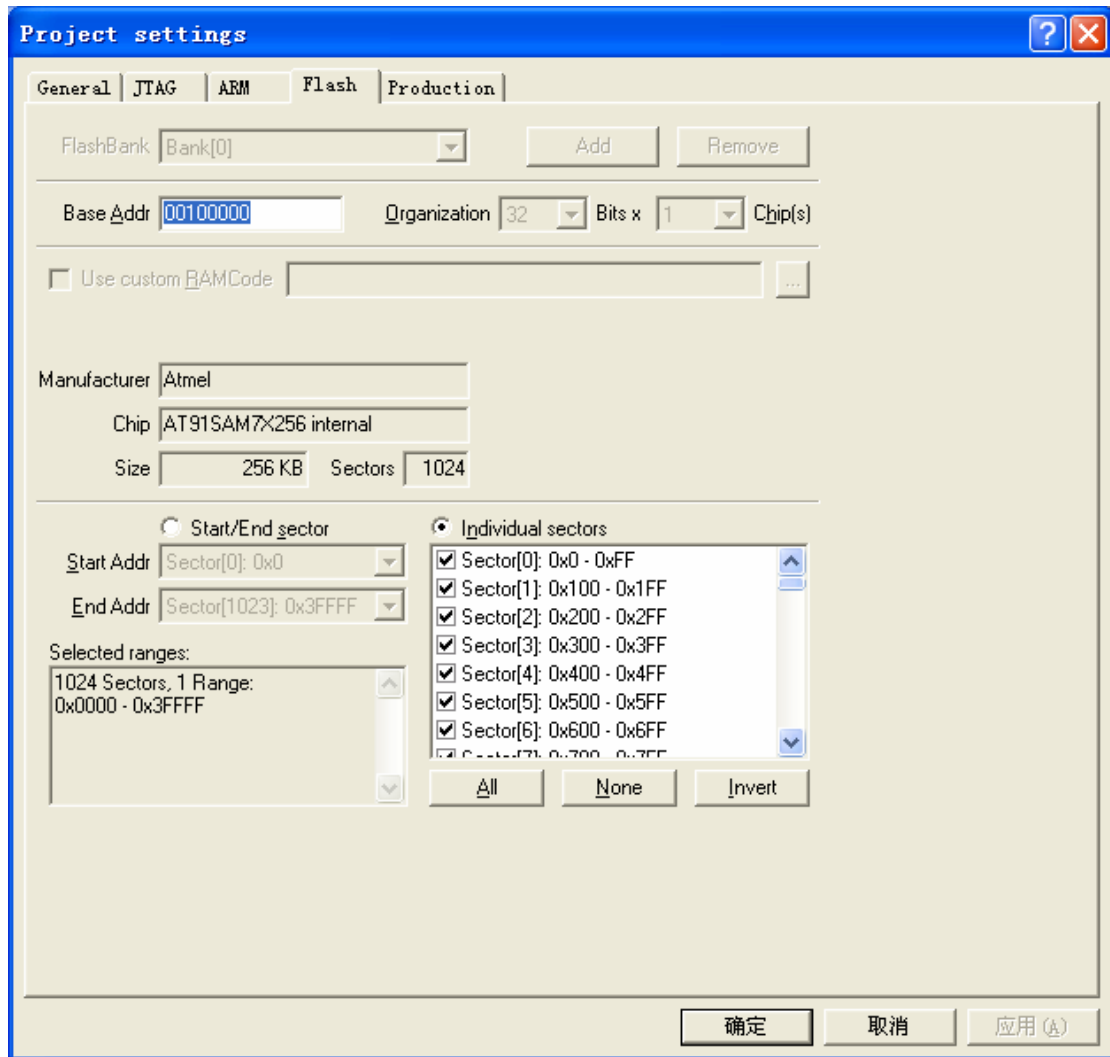 Project settings
General JTAG ARM Flash Production
FlashBank Bank[0] Add Remove
Base Addr 00100000 Organization 32 Bits x 1 Chip(s)
Use custom RAMCode ...
Manufacturer Atmel
Chip AT91SAM7X256 internal
Size 256 KB Sectors 1024
Start/End sector
Start Addr Sector[0]: 0x0
End Addr Sector[1023]: 0x3FFFF
Selected ranges:
1024 Sectors, 1 Range:
0x0000 - 0x3FFFF
Individual sectors
Sector[0]: 0x0 - 0xFF
Sector[1]: 0x100 - 0x1FF
Sector[2]: 0x200 - 0x2FF
Sector[3]: 0x300 - 0x3FF
Sector[4]: 0x400 - 0x4FF
Sector[5]: 0x500 - 0x5FF
Sector[6]: 0x600 - 0x6FF
Sector[7]: 0x700 - 0x7FF
All None Invert
确定 取消 应用(A)